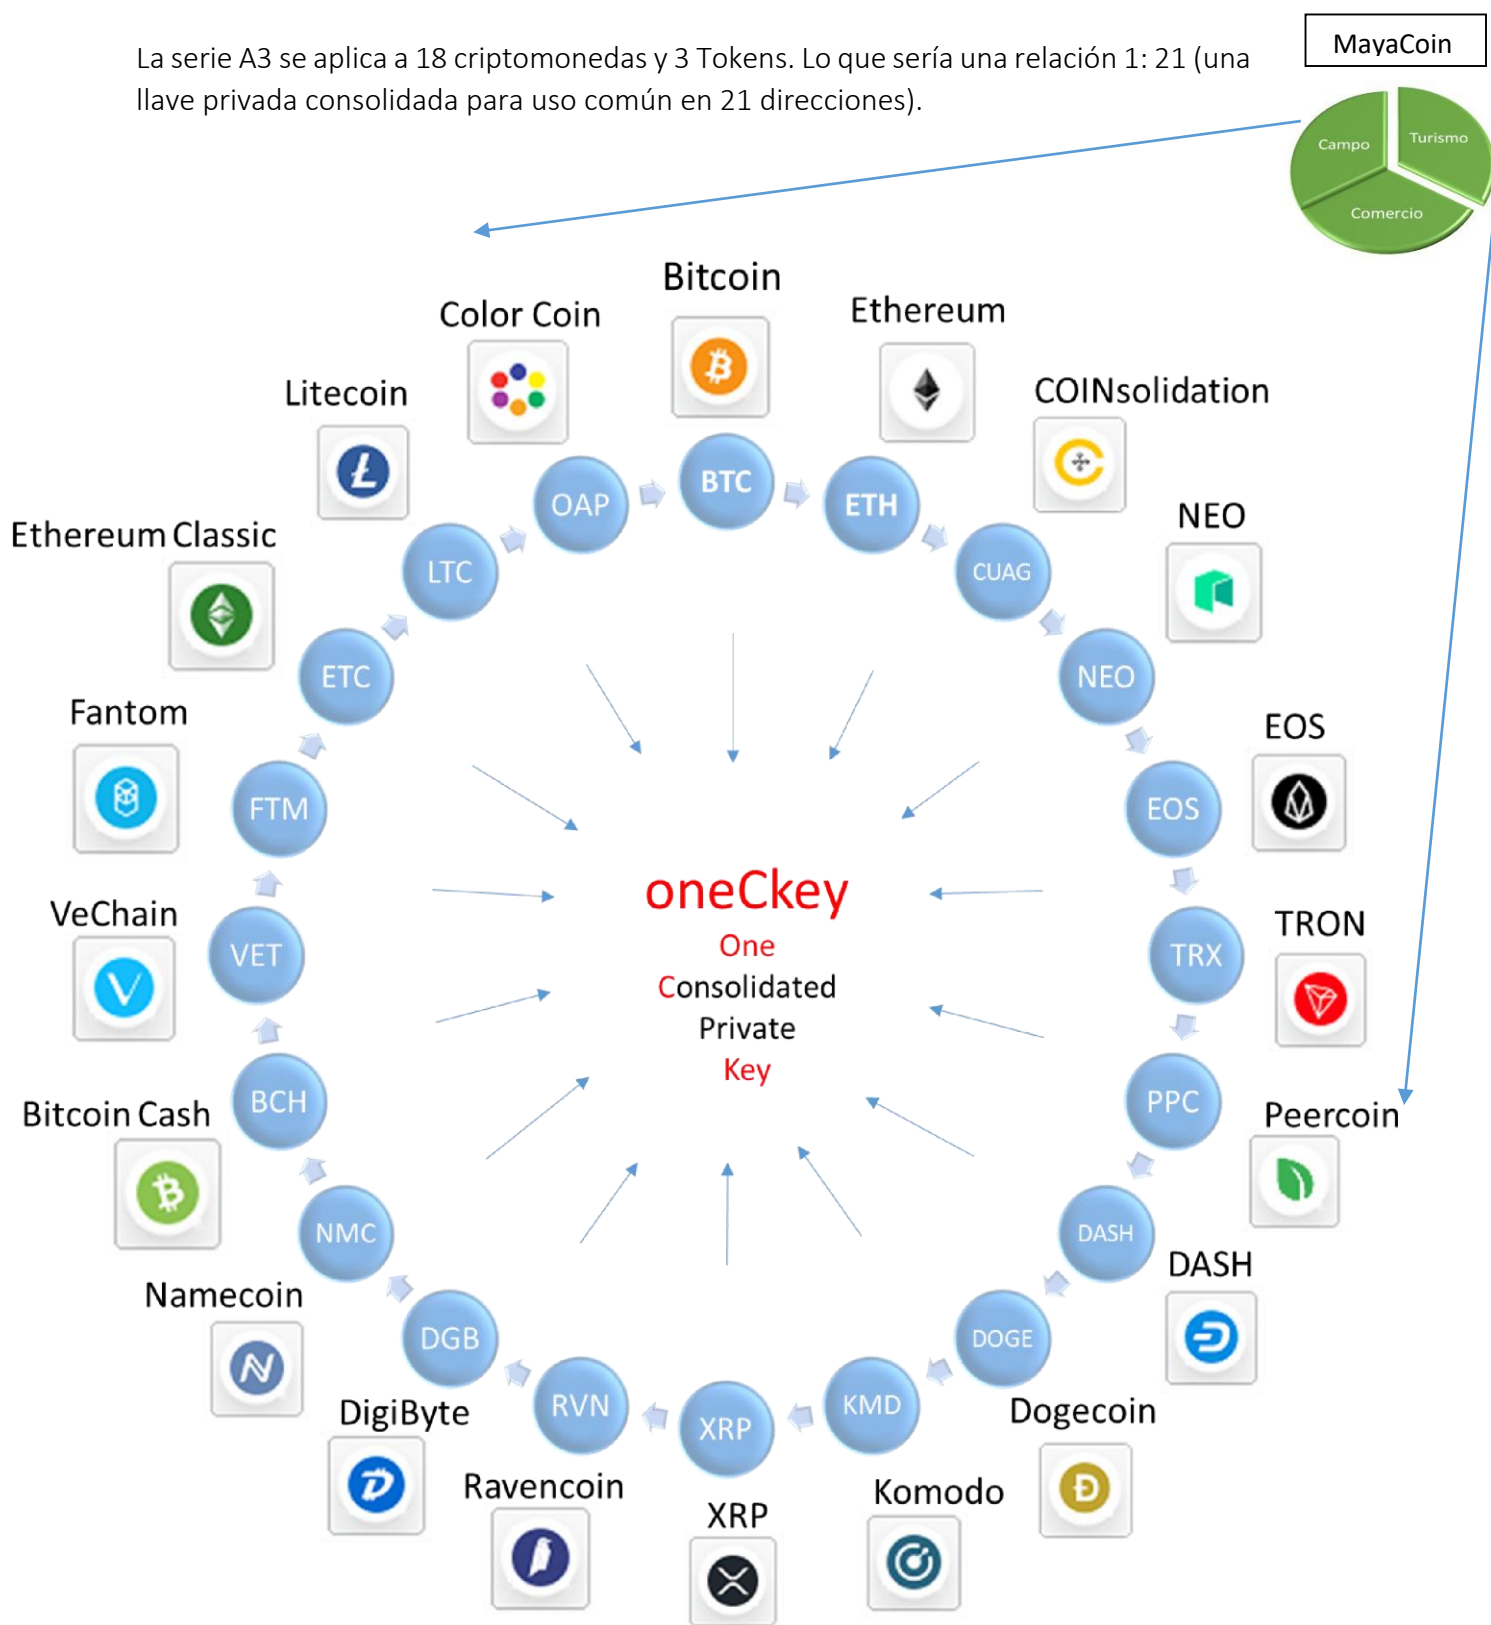 La serie A3 se aplica a 18 criptomonedas y 3 Tokens. Lo que sería una relación 1: 21 (una
llave privada consolidada para uso común en 21 direcciones).
MayaCoin
Campo
Turismo
Comercio
Bitcoin
Ethereum
COINsolidation
NEO
EOS
TRON
Peercoin
DASH
Dogecoin
Komodo
XRP
Ravencoin
DigiByte
Namecoin
Bitcoin Cash
VeChain
Fantom
Ethereum Classic
Litecoin
Color Coin
BTC
ETH
CUAG
NEO
EOS
TRX
PPC
DASH
DOGE
KMD
XRP
RVN
DGB
NMC
BCH
VET
FTM
ETC
LTC
OAP
oneCkey
One
Consolidated
Private
Key